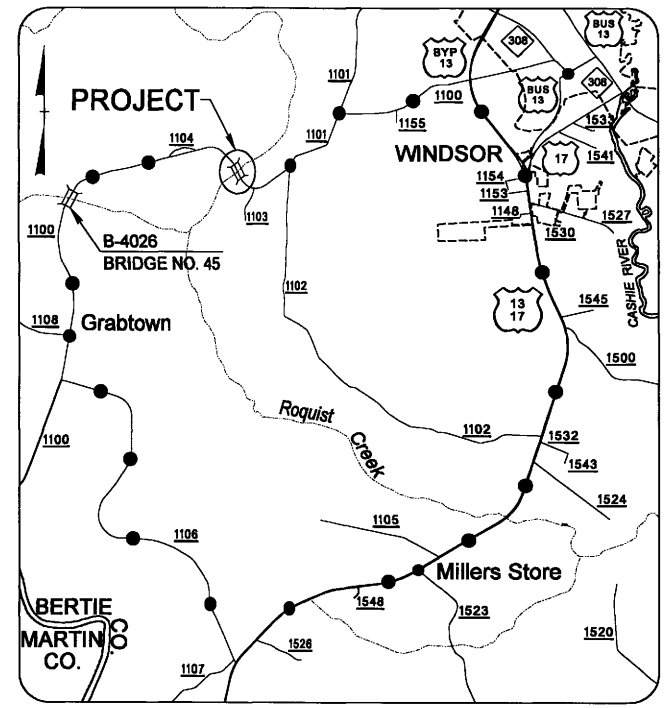 BUS
13
308
BYP
13
1101
308
BUS
13
1100
PROJECT
1155
1533
1104
1101
WINDSOR
17
1541
1154
1153
1103
1148
1527
1530
1100
B-4026
BRIDGE NO. 45
CASHIE RIVER
1102
13
17
1545
1108
Grabtown
1500
Roquist
Creek
1102
1532
1100
1543
1524
1105
1106
Millers Store
1548
1523
BERTIE
CO.
MARTIN
CO.
1520
1526
1107